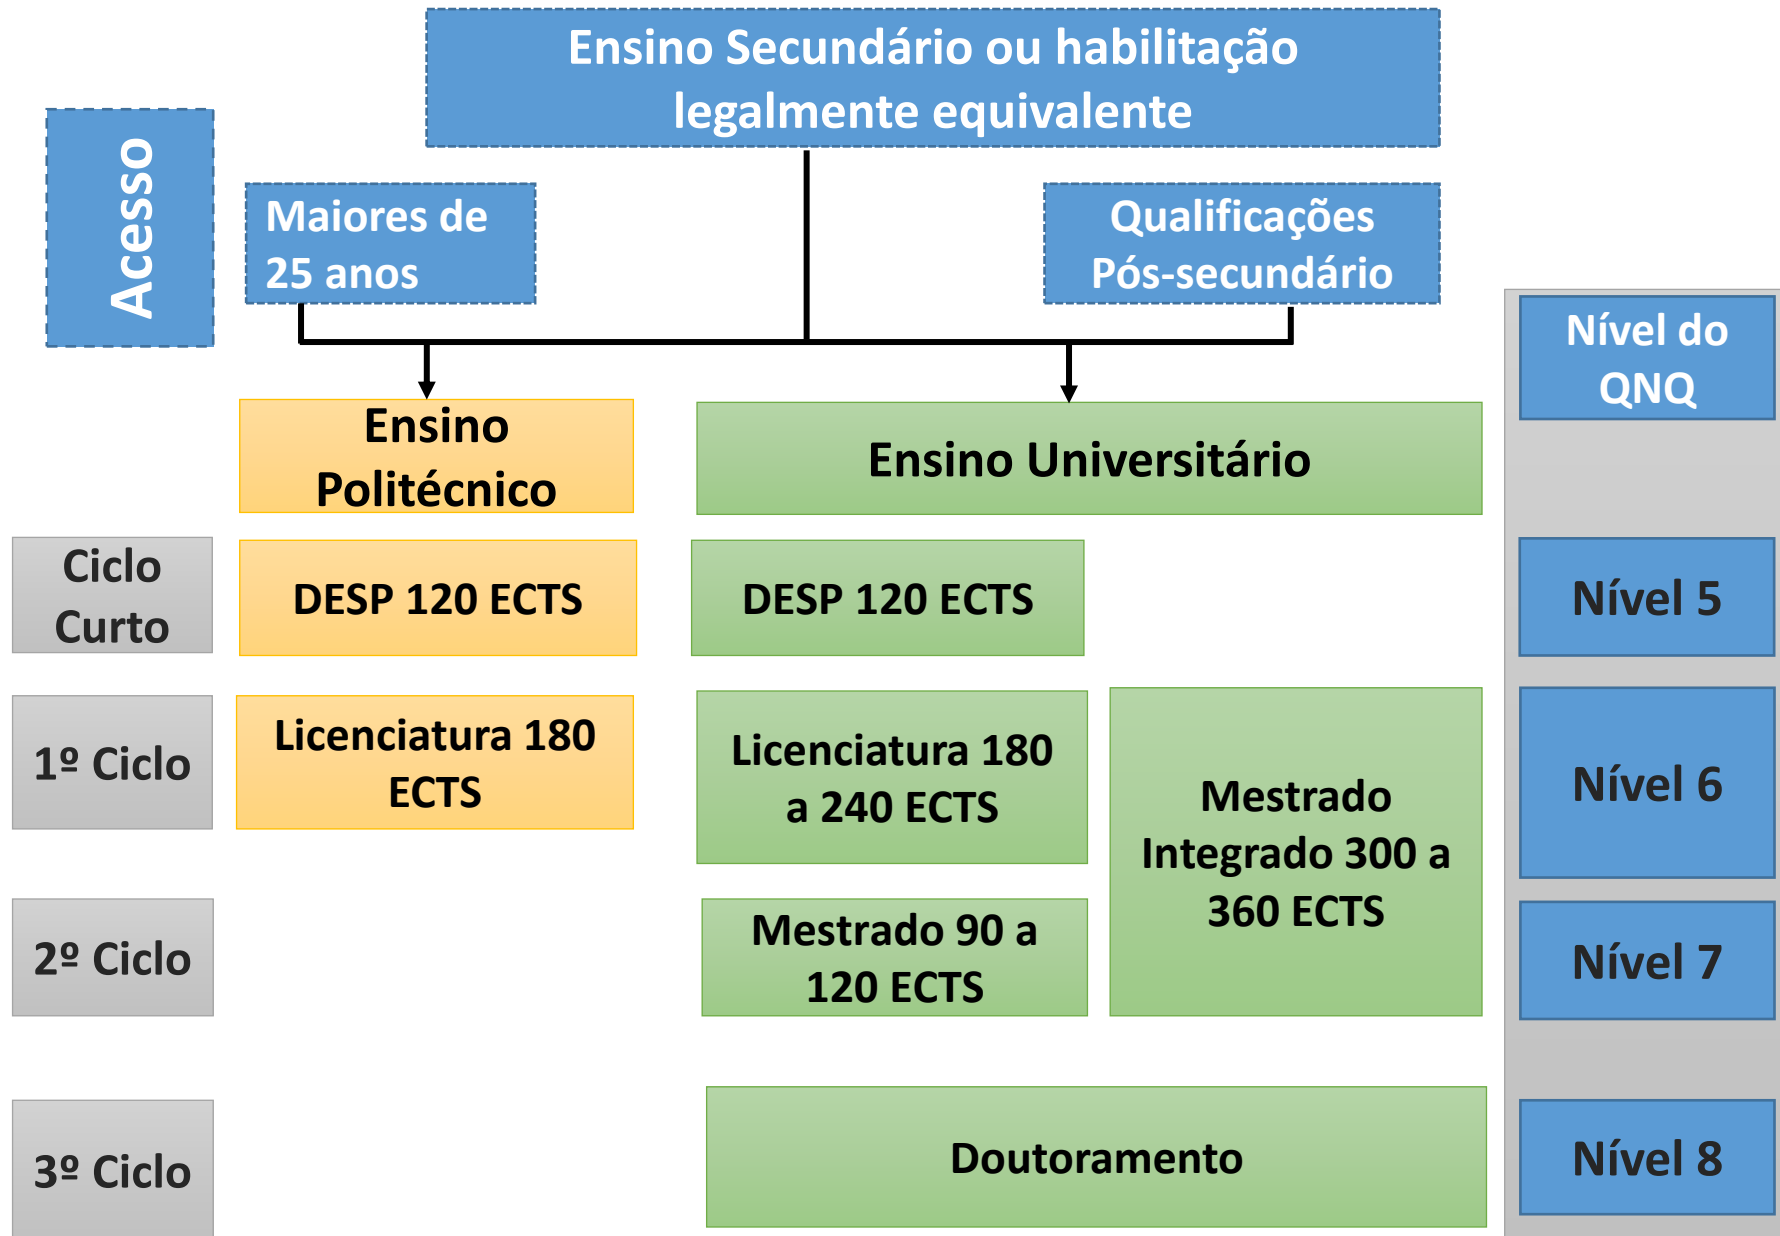 Ensino Secundário ou habilitação
legalmente equivalente
Acesso
Maiores de
25 anos
Qualificações
Pós-secundário
Nível do
QNQ
Ensino
Politécnico
Ensino Universitário
Ciclo
Curto
DESP 120 ECTS
DESP 120 ECTS
Nível 5
1º Ciclo
Licenciatura 180
ECTS
Licenciatura 180
a 240 ECTS
Mestrado
Integrado 300 a
360 ECTS
Nível 6
2º Ciclo
Mestrado 90 a
120 ECTS
Nível 7
3º Ciclo
Doutoramento
Nível 8